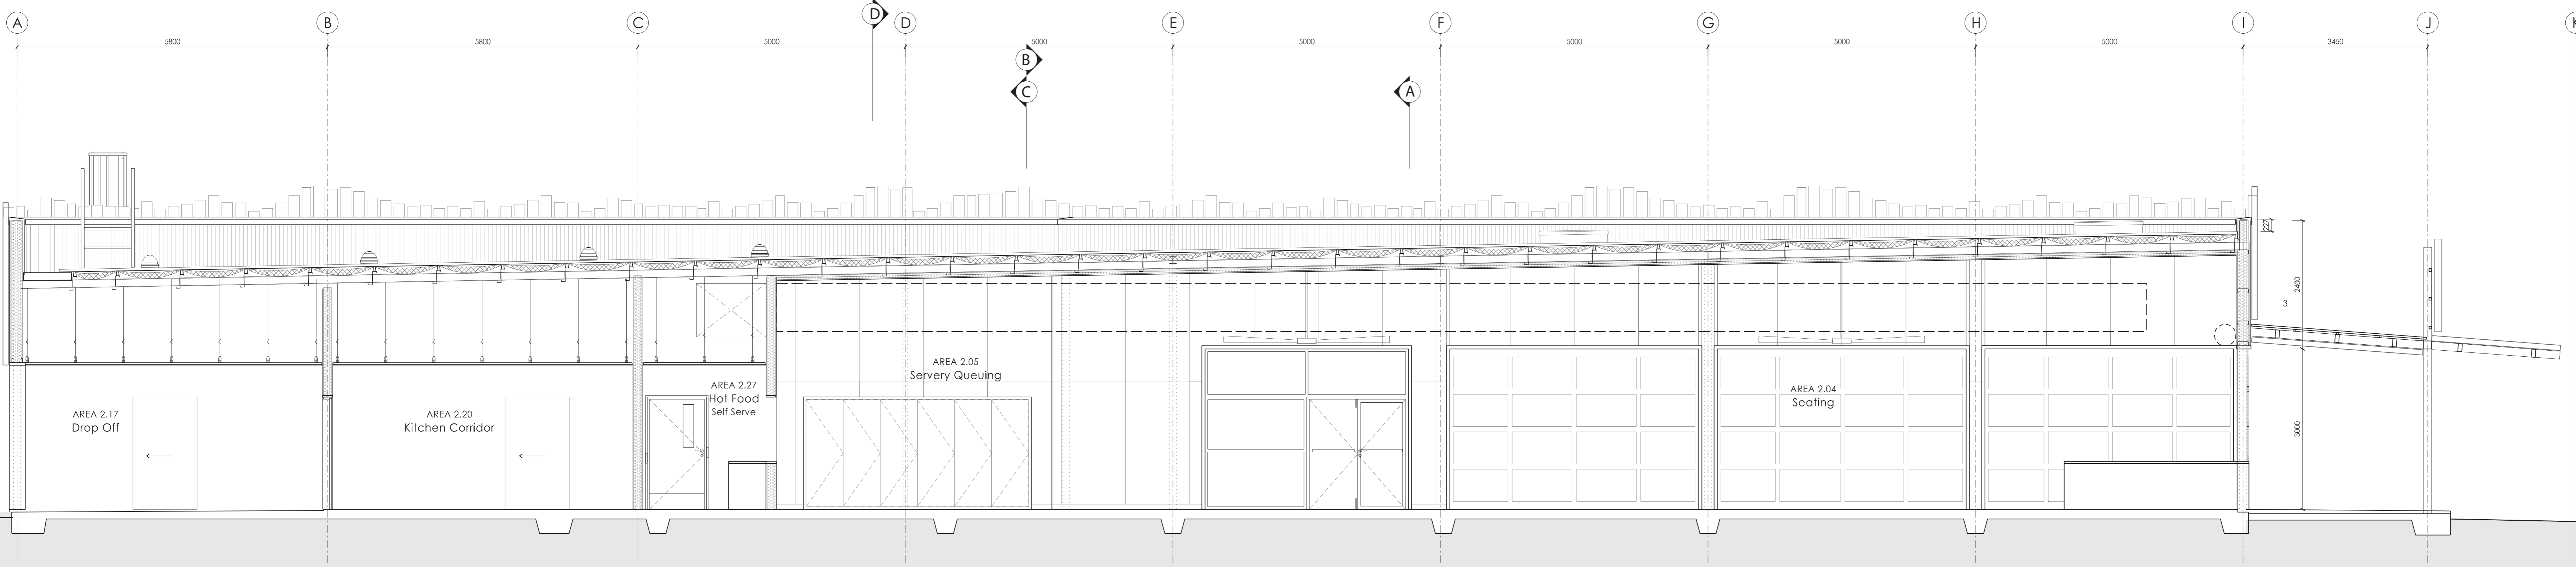 A B C D D E F G H I J K
5800 5800 5000 5000 5000 5000 5000 5000 3450
B
C A
227
2400
3
AREA 2.05
Servery Queuing
AREA 2.27
Hot Food
Self Serve
AREA 2.04
Seating
AREA 2.17
Drop Off
AREA 2.20
Kitchen Corridor
3000